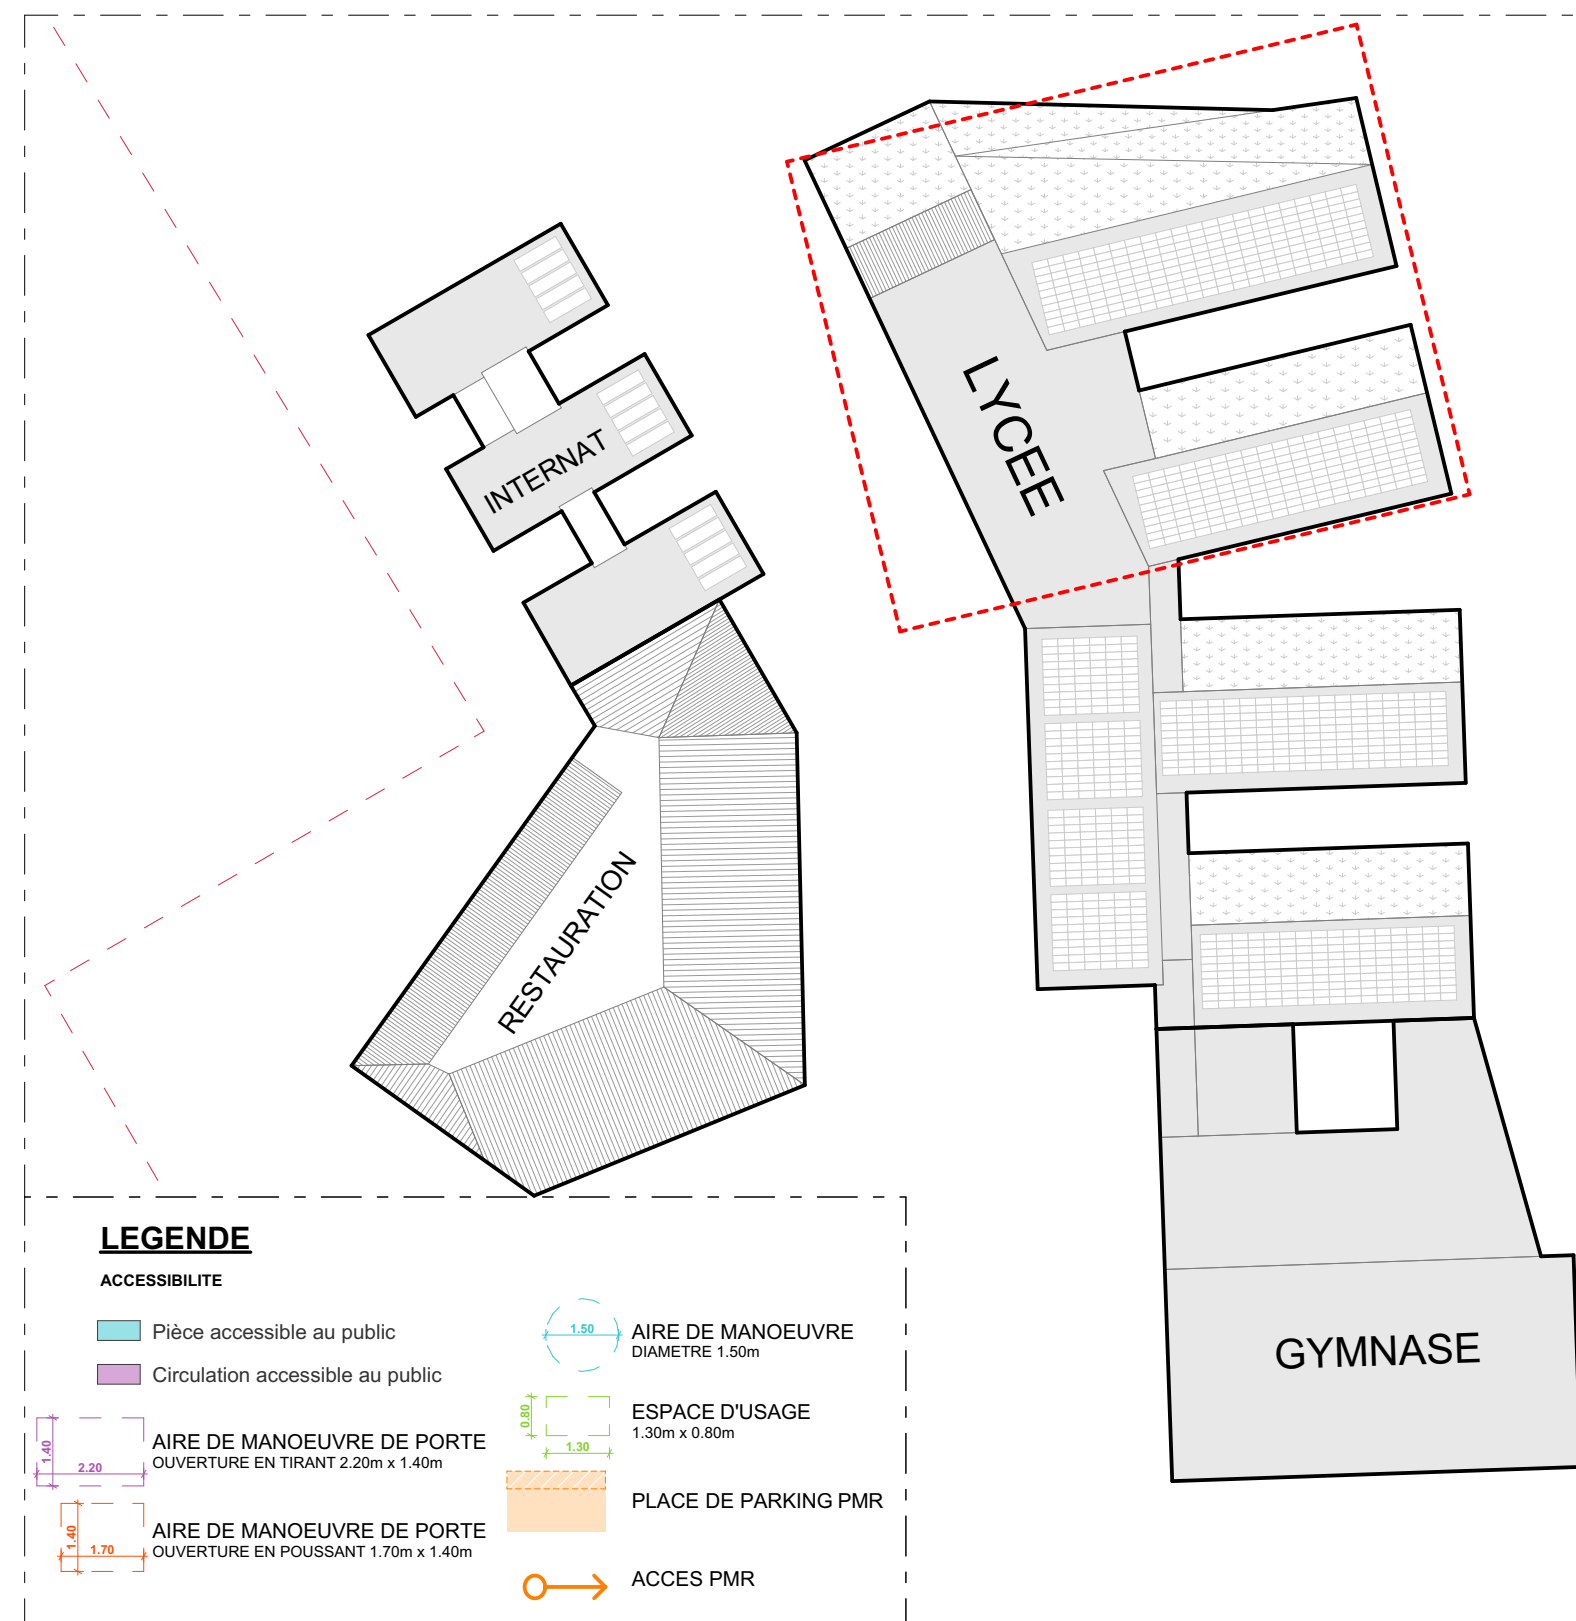 LYCEE
INTERNAT
RESTAURATION
GYMNASE
LEGENDE
ACCESSIBILITE
Pièce accessible au public
Circulation accessible au public
1.40
2.20
AIRE DE MANOEUVRE DE PORTE
OUVERTURE EN TIRANT 2.20m x 1.40m
1.40
1.70
AIRE DE MANOEUVRE DE PORTE
OUVERTURE EN POUSSANT 1.70m x 1.40m
1.50
AIRE DE MANOEUVRE
DIAMETRE 1.50m
0.80
1.30
ESPACE D'USAGE
1.30m x 0.80m
PLACE DE PARKING PMR
ACCES PMR